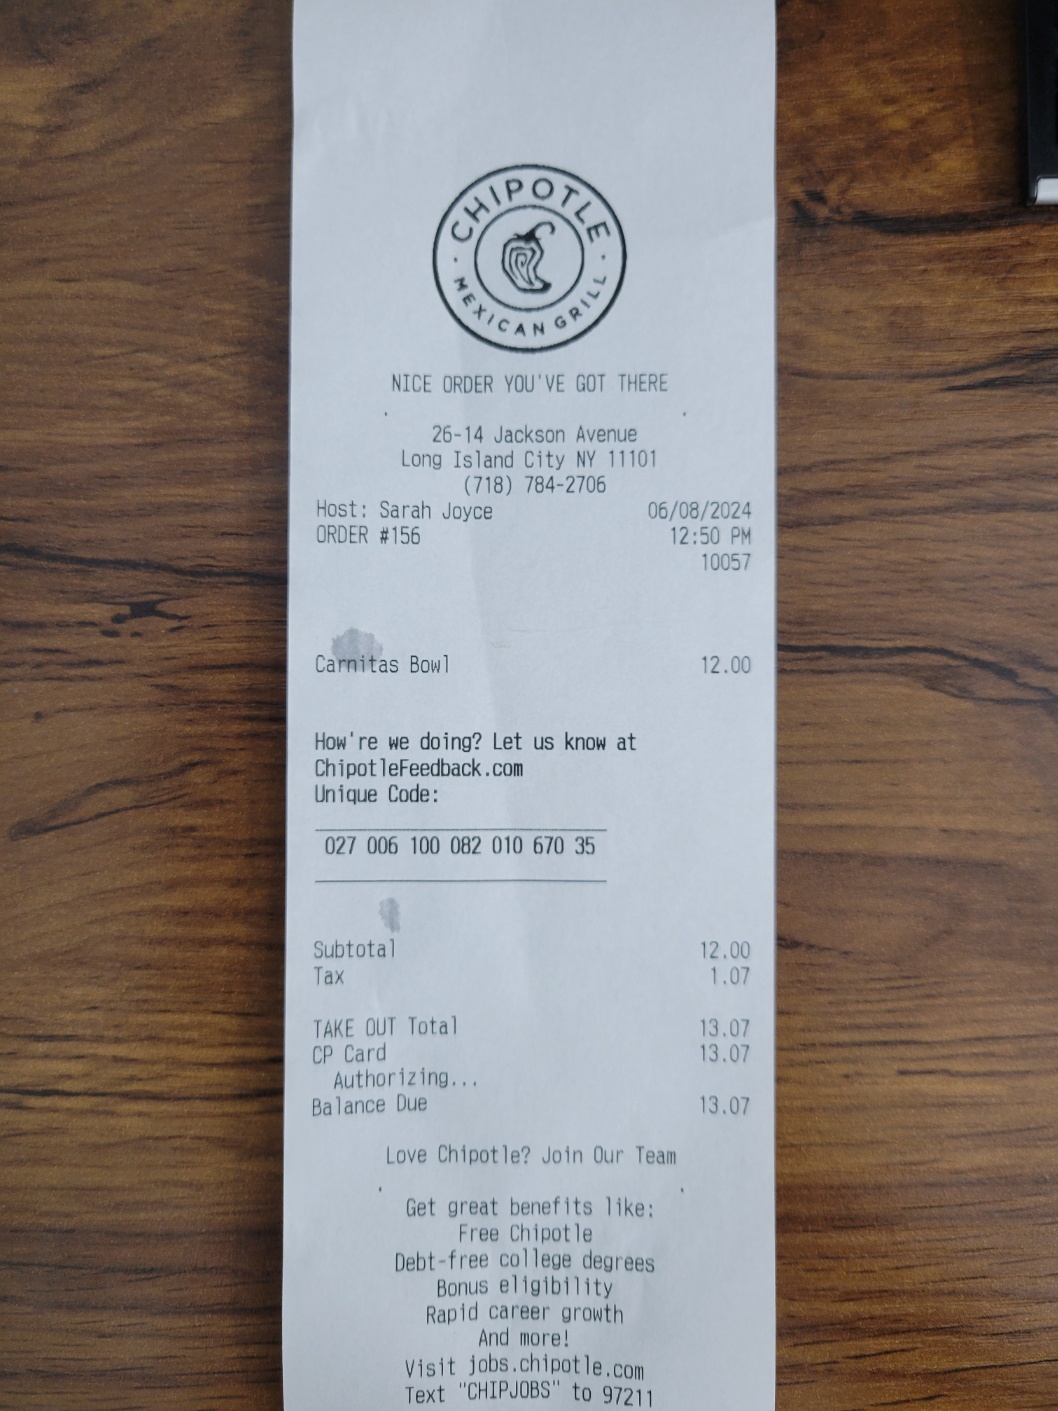 CHIPOTLE
MEXICAN GRILL
NICE ORDER YOU'VE GOT THERE
26-14 Jackson Avenue
Long Island City NY 11101
(718) 784-2706
Host: Sarah Joyce 06/08/2024
ORDER #156 12:50 PM
10057
Carnitas Bowl 12.00
How're we doing? Let us know at
ChipotleFeedback.com
Unique Code:
027 006 100 082 010 670 35
Subtotal 12.00
Tax 1.07
TAKE OUT Total 13.07
CP Card 13.07
Authorizing...
Balance Due 13.07
Love Chipotle? Join Our Team
Get great benefits like:
Free Chipotle
Debt-free college degrees
Bonus eligibility
Rapid career growth
And more!
Visit jobs.chipotle.com
Text "CHIPJOBS" to 97211